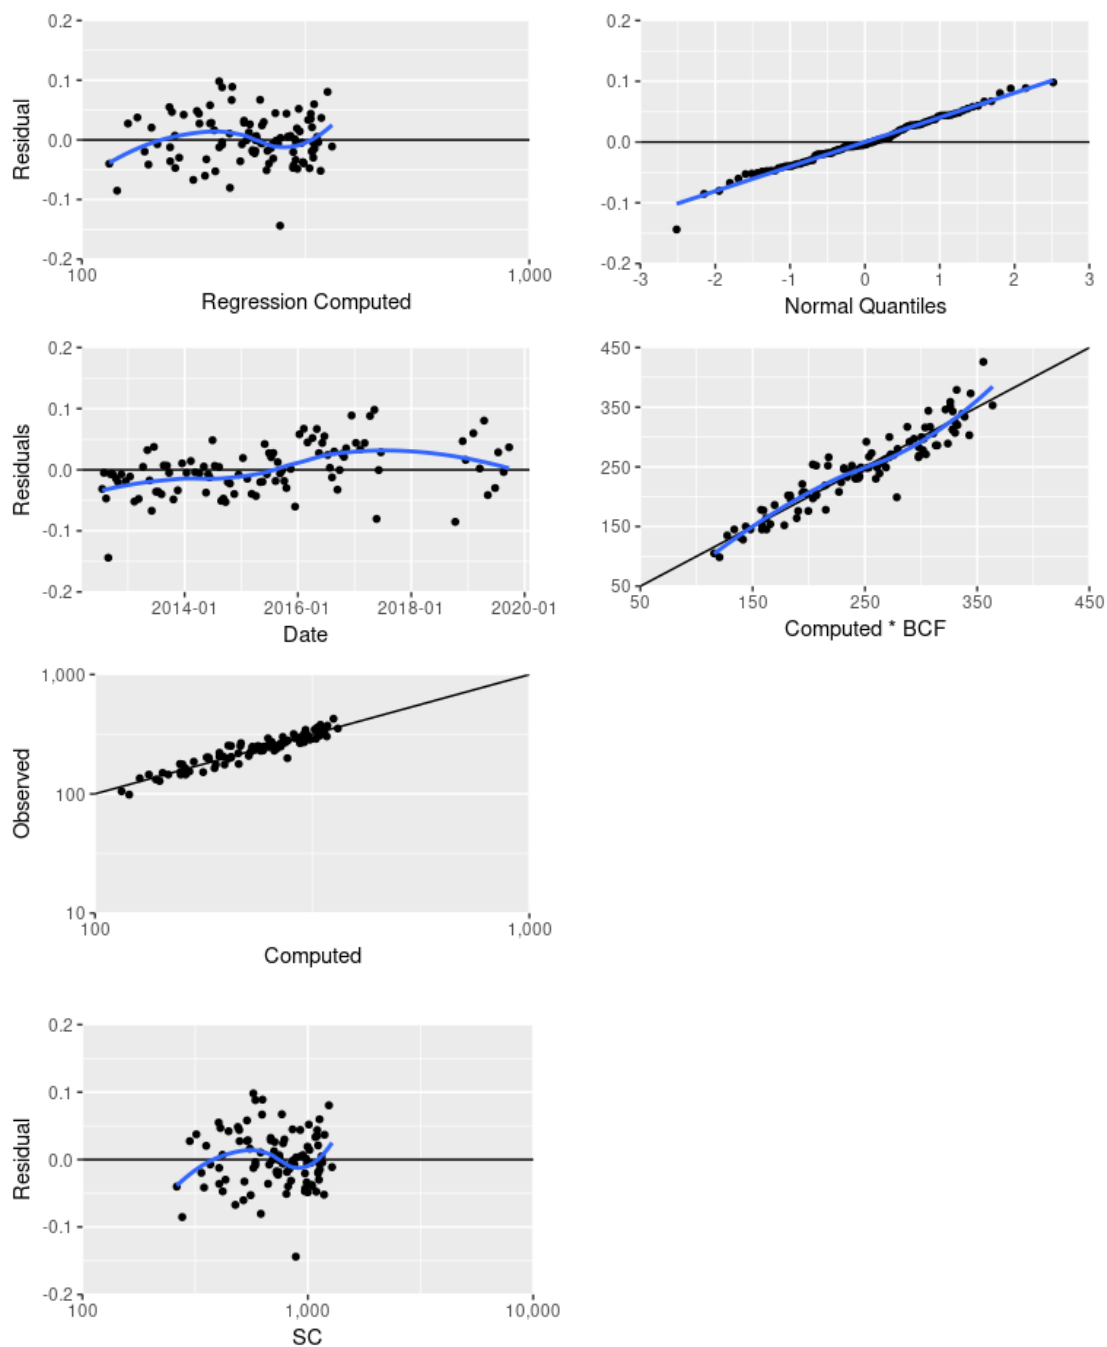 0.2
0.1
0.0
-0.1
-0.2
Residual
100
1,000
Regression Computed
0.2
0.1
0.0
-0.1
-0.2
-3 -2 -1 0 1 2 3
Normal Quantiles
0.2
0.1
0.0
-0.1
-0.2
Residuals
2014-01 2016-01 2018-01 2020-01
Date
450
350
250
150
50
50 150 250 350 450
Computed * BCF
1,000
100
10
Observed
100 1,000
Computed
0.2
0.1
0.0
-0.1
-0.2
Residual
100 1,000 10,000
SC